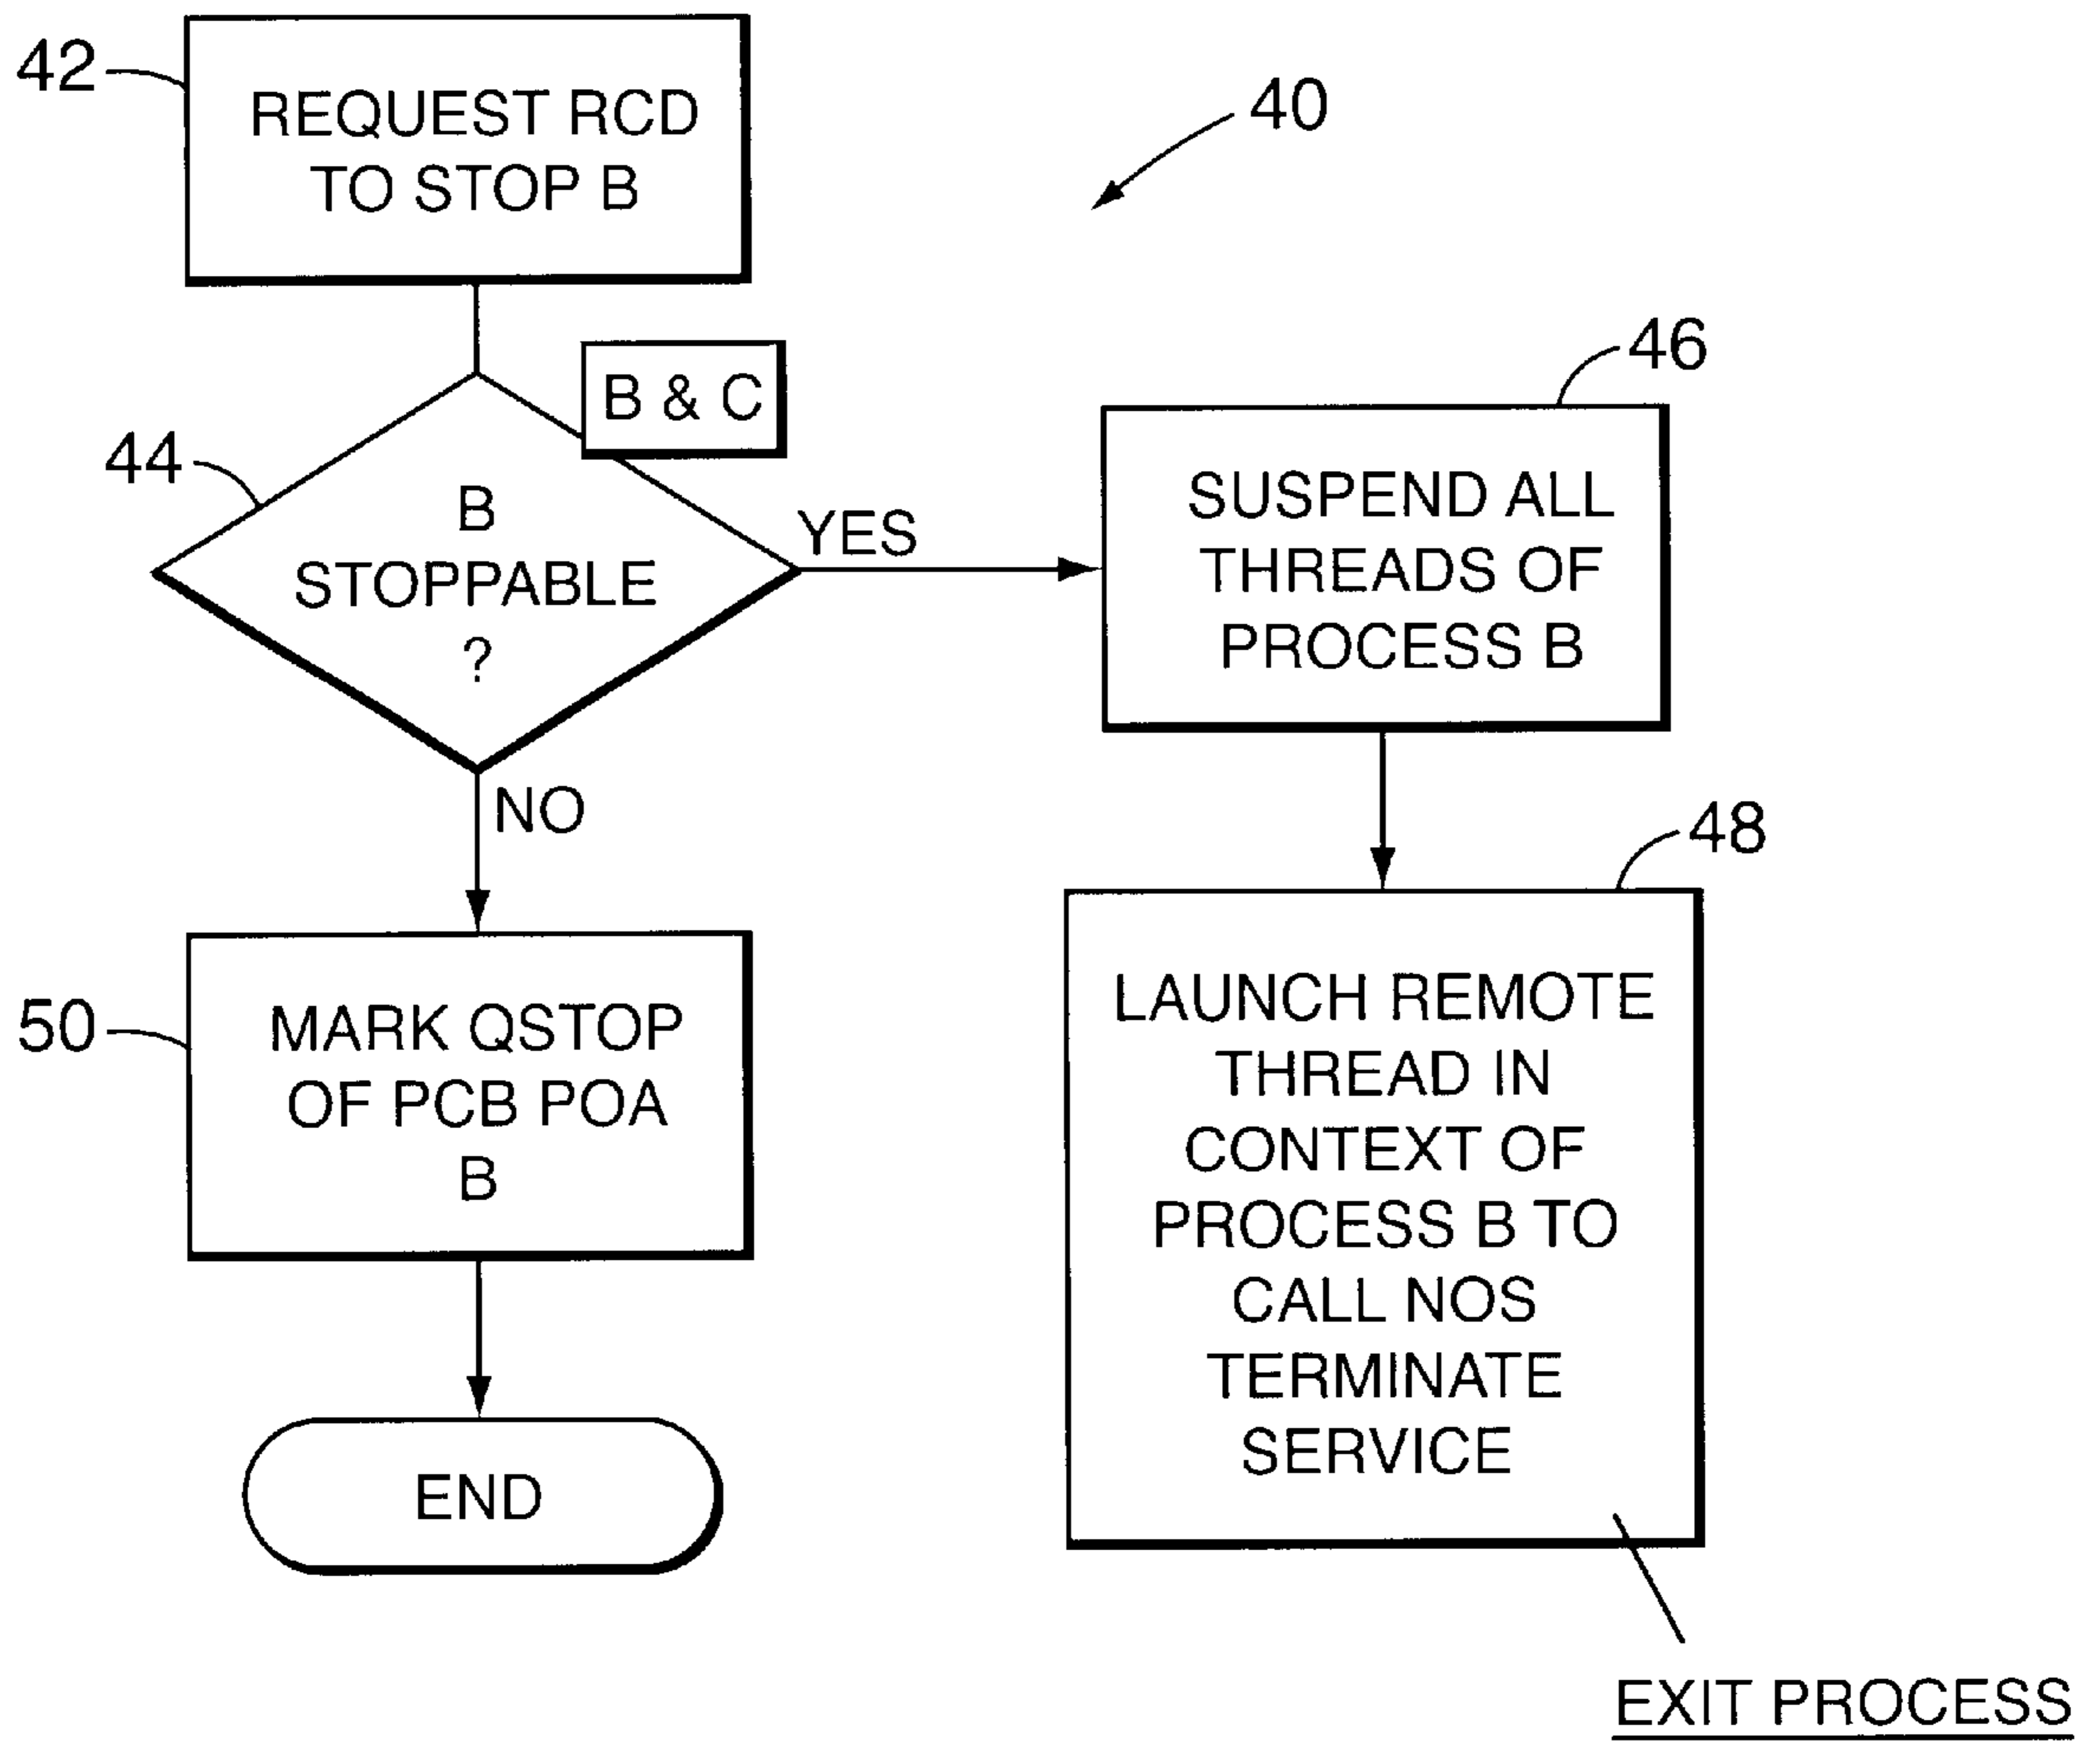 42
REQUEST RCD
TO STOP B
40
B & C
44
B
STOPPABLE
?
YES
NO
46
SUSPEND ALL
THREADS OF
PROCESS B
48
LAUNCH REMOTE
THREAD IN
CONTEXT OF
PROCESS B TO
CALL NOS
TERMINATE
SERVICE
EXIT PROCESS
50
MARK QSTOP
OF PCB POA
B
END